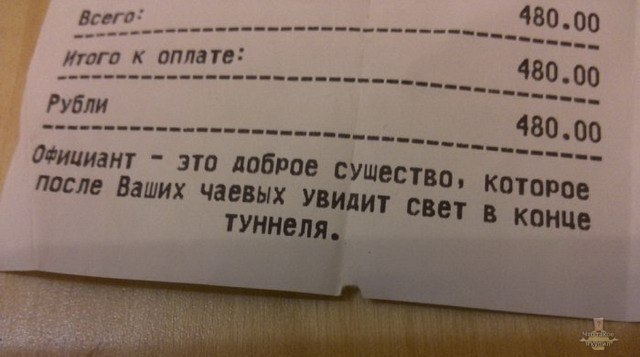 Всего: 480.00
Итого к оплате: 480.00
Рубли 480.00
Официант - это доброе существо, которое
после Ваших чаевых увидит свет в конце
туннеля.